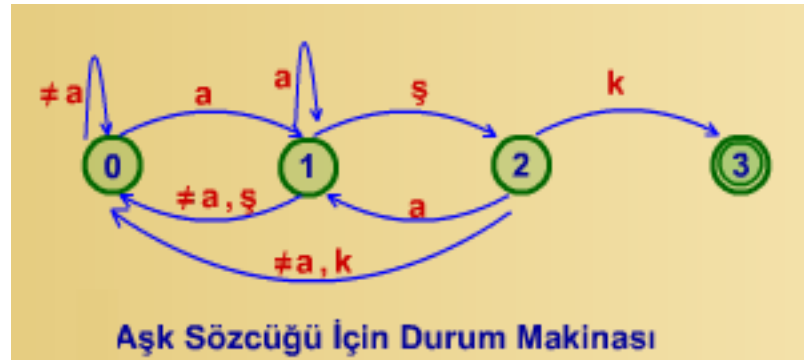 a
k
≠a
a
ş
0
1
2
3
≠a, ş
a
≠a, k
Aşk Sözcüğü İçin Durum Makinası